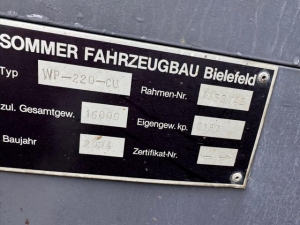 SOMMER FAHRZEUGBAU Bielefeld
Typ WP-220-CU Rahmen-Nr.
zul. Gesamtgew. 16000 Eigengew. kp.
Baujahr Zertifikat-Nr.